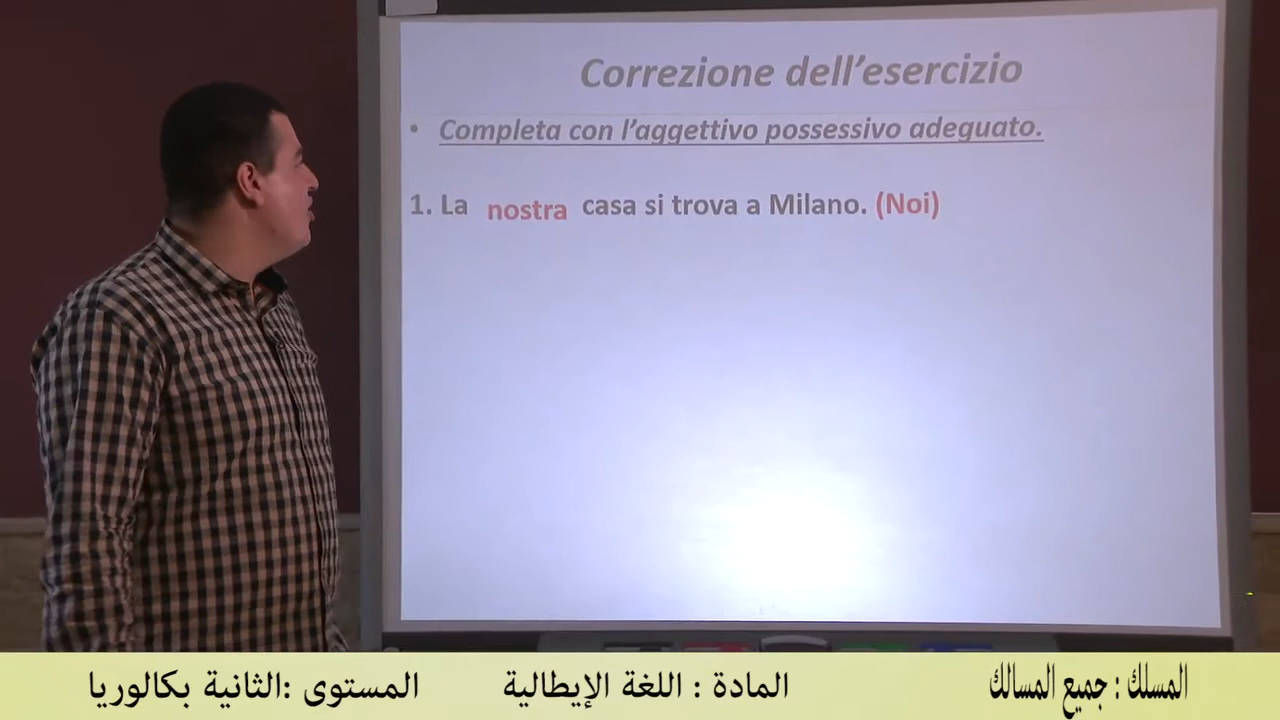 Correzione dell'esercizio
• Completa con l'aggettivo possessivo adeguato.
1. La nostra casa si trova a Milano. (Noi)
المسلك : جميع المسالك المادة : اللغة الإيطالية المستوى :الثانية بكالوريا